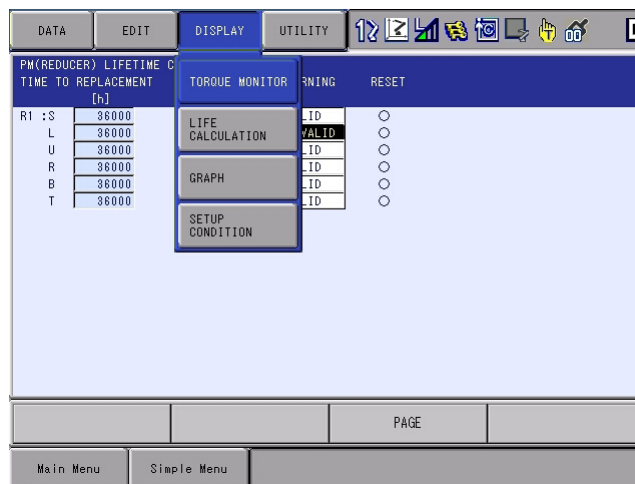 DATA EDIT DISPLAY UTILITY
PM(REDUCER) LIFETIME
TIME TO REPLACEMENT RESET
[h]
TORQUE MONITOR
LIFE
CALCULATION
GRAPH
SETUP
CONDITION
R1 :S 36000
L 36000
U 36000
R 36000
B 36000
T 36000
PAGE
Main Menu Simple Menu